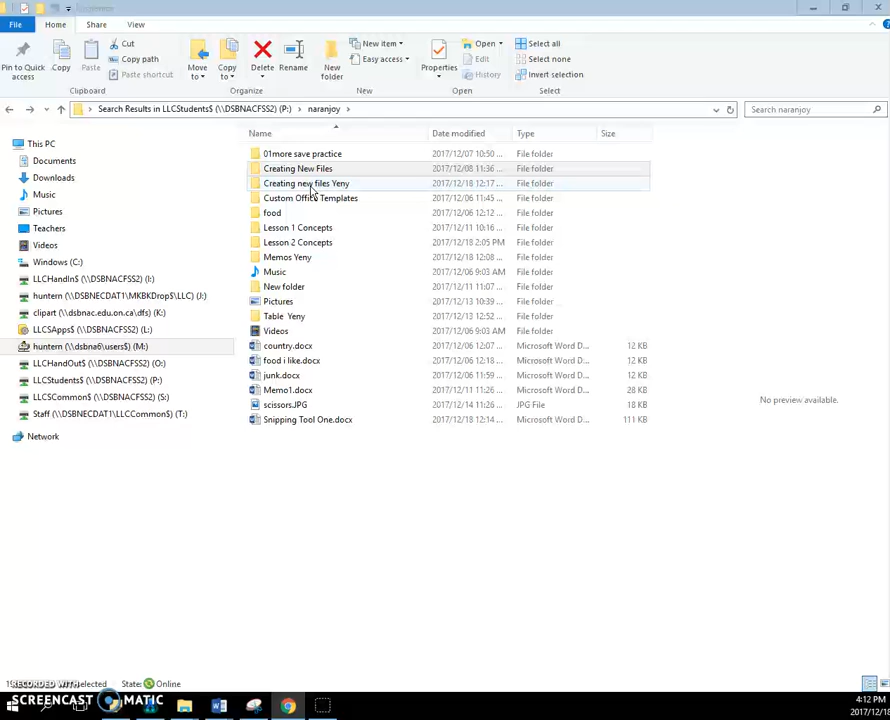 File Home Share View
Pin to Quick access Copy Paste Cut Copy path Paste shortcut Clipboard
Move to Copy to Delete Rename Organize
New folder New item Easy access New
Properties Open Edit History Open
Select all Select none Invert selection Select
Search Results in LLCStudents$ (\\DSBNACFSS2) (P:) > naranjoy > Search naranjoy
This PC
Documents
Downloads
Music
Pictures
Teachers
Videos
Windows (C:)
LLCHandIn$ (\\DSBNACFSS2) (I:)
huntern (\\DSBNECDAT1\MKBKDrop$\LLC) (J:)
clipart (\\dsbnac.edu.on.ca\dfs) (K:)
LLCSApps$ (\\DSBNACFSS2) (L:)
huntern (\\dsbna6\users$) (M:)
LLCHandOut$ (\\DSBNACFSS2) (O:)
LLCStudents$ (\\DSBNACFSS2) (P:)
LLCSCommon$ (\\DSBNACFSS2) (S:)
Staff (\\DSBNECDAT1\LLCCommon$) (T:)
Network
Name Date modified Type Size
01more save practice 2017/12/07 10:50 ... File folder
Creating New Files 2017/12/08 11:36 ... File folder
Creating new files Yeny 2017/12/18 12:17 ... File folder
Custom Office Templates 2017/12/06 11:45 ... File folder
food 2017/12/06 12:12 ... File folder
Lesson 1 Concepts 2017/12/11 10:16 ... File folder
Lesson 2 Concepts 2017/12/18 2:05 PM File folder
Memos Yeny 2017/12/18 12:08 ... File folder
Music 2017/12/06 9:03 AM File folder
New folder 2017/12/11 11:07 ... File folder
Pictures 2017/12/13 10:39 ... File folder
Table Yeny 2017/12/13 12:52 ... File folder
Videos 2017/12/06 9:03 AM File folder
country.docx 2017/12/06 12:07 ... Microsoft Word D... 12 KB
food i like.docx 2017/12/06 12:18 ... Microsoft Word D... 12 KB
junk.docx 2017/12/06 11:59 ... Microsoft Word D... 12 KB
Memo1.docx 2017/12/11 11:26 ... Microsoft Word D... 28 KB
scissors.JPG 2017/12/14 11:26 ... JPG File 18 KB
Snipping Tool One.docx 2017/12/18 12:14 ... Microsoft Word D... 111 KB
No preview available.
selected State: Online
RECORDED WITH
SCREENCAST MATIC
4:12 PM
2017/12/18